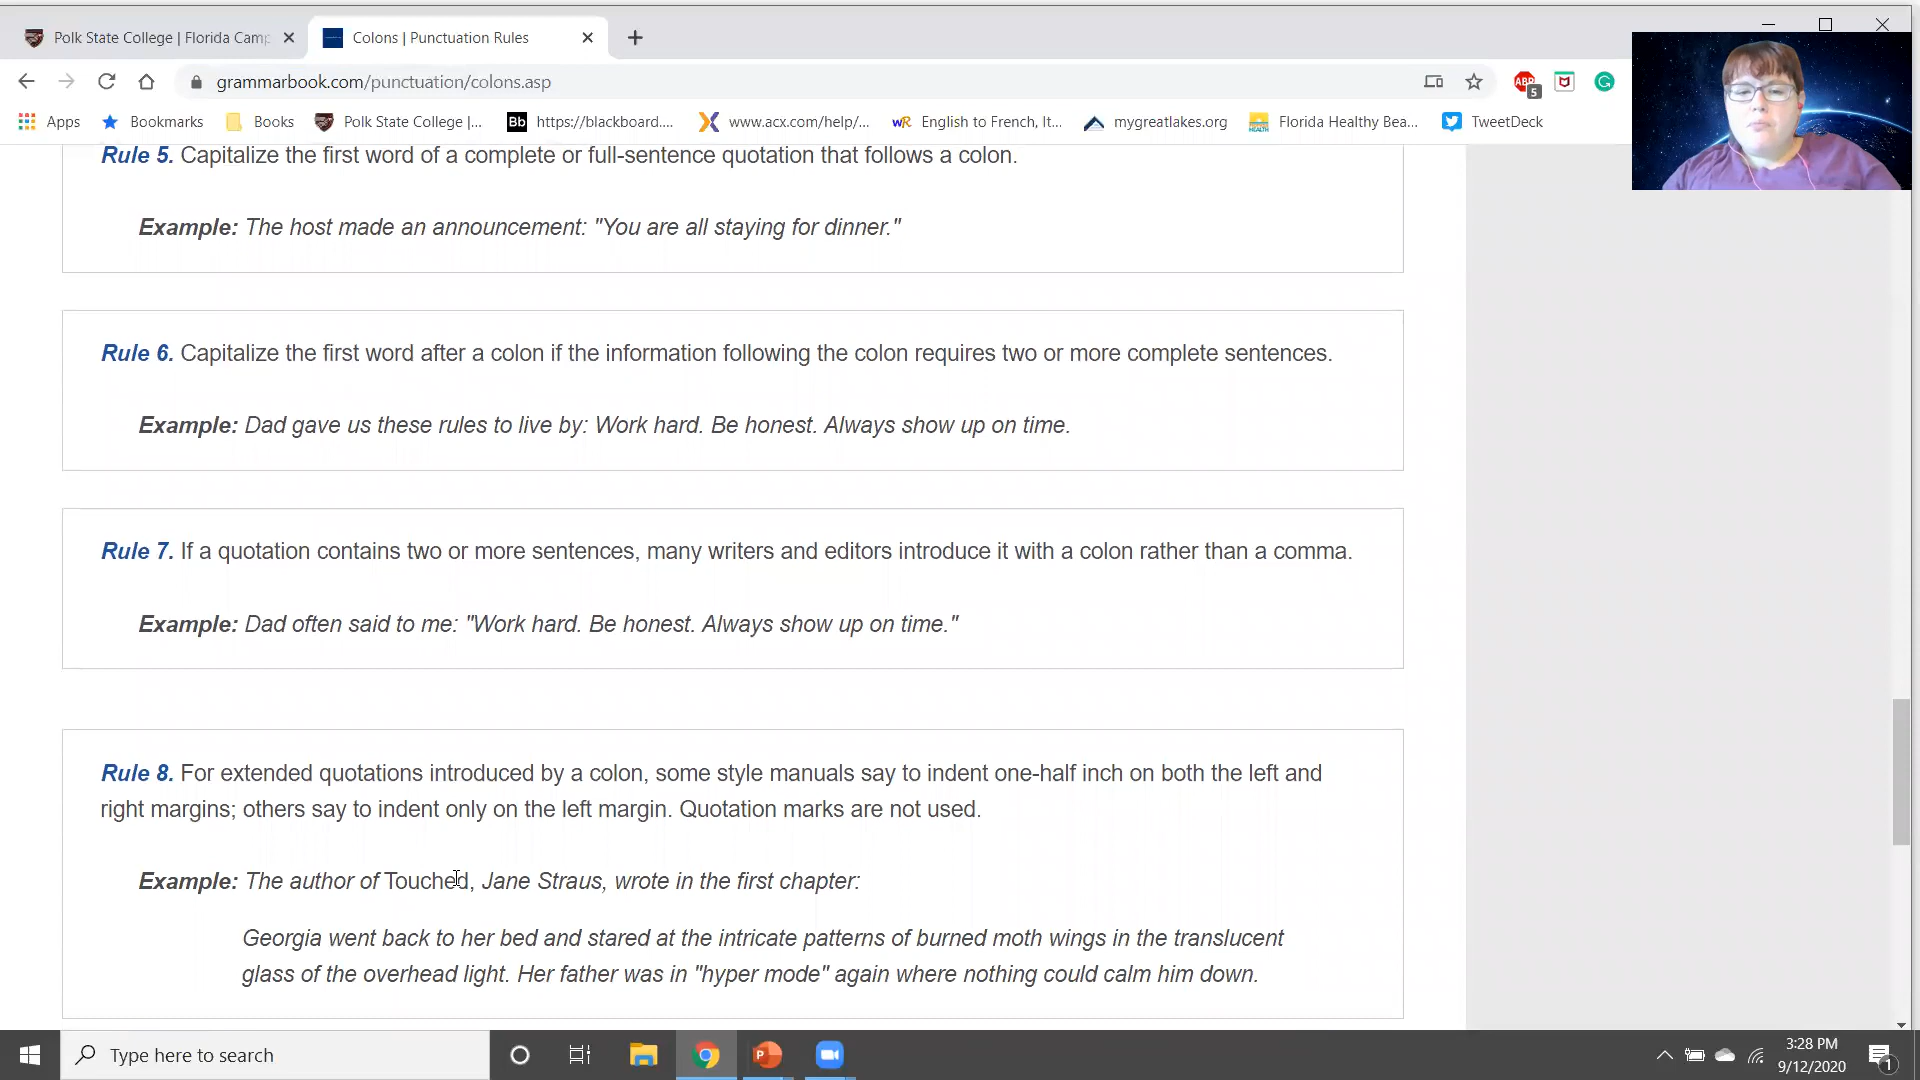 Polk State College | Florida Camp
Colons | Punctuation Rules
grammarbook.com/punctuation/colons.asp
ABP
5
G
Apps
Bookmarks
Books
Polk State College |...
Bb
https://blackboard....
www.acx.com/help/...
WR
English to French, It...
mygreatlakes.org
HEALTH
Florida Healthy Bea...
TweetDeck
Rule 5. Capitalize the first word of a complete or full-sentence quotation that follows a colon.
Example: The host made an announcement: "You are all staying for dinner."
Rule 6. Capitalize the first word after a colon if the information following the colon requires two or more complete sentences.
Example: Dad gave us these rules to live by: Work hard. Be honest. Always show up on time.
Rule 7. If a quotation contains two or more sentences, many writers and editors introduce it with a colon rather than a comma.
Example: Dad often said to me: "Work hard. Be honest. Always show up on time."
Rule 8. For extended quotations introduced by a colon, some style manuals say to indent one-half inch on both the left and
right margins; others say to indent only on the left margin. Quotation marks are not used.
Example: The author of Touched, Jane Straus, wrote in the first chapter:
Georgia went back to her bed and stared at the intricate patterns of burned moth wings in the translucent
glass of the overhead light. Her father was in "hyper mode" again where nothing could calm him down.
Type here to search
P
3:28 PM
9/12/2020
1